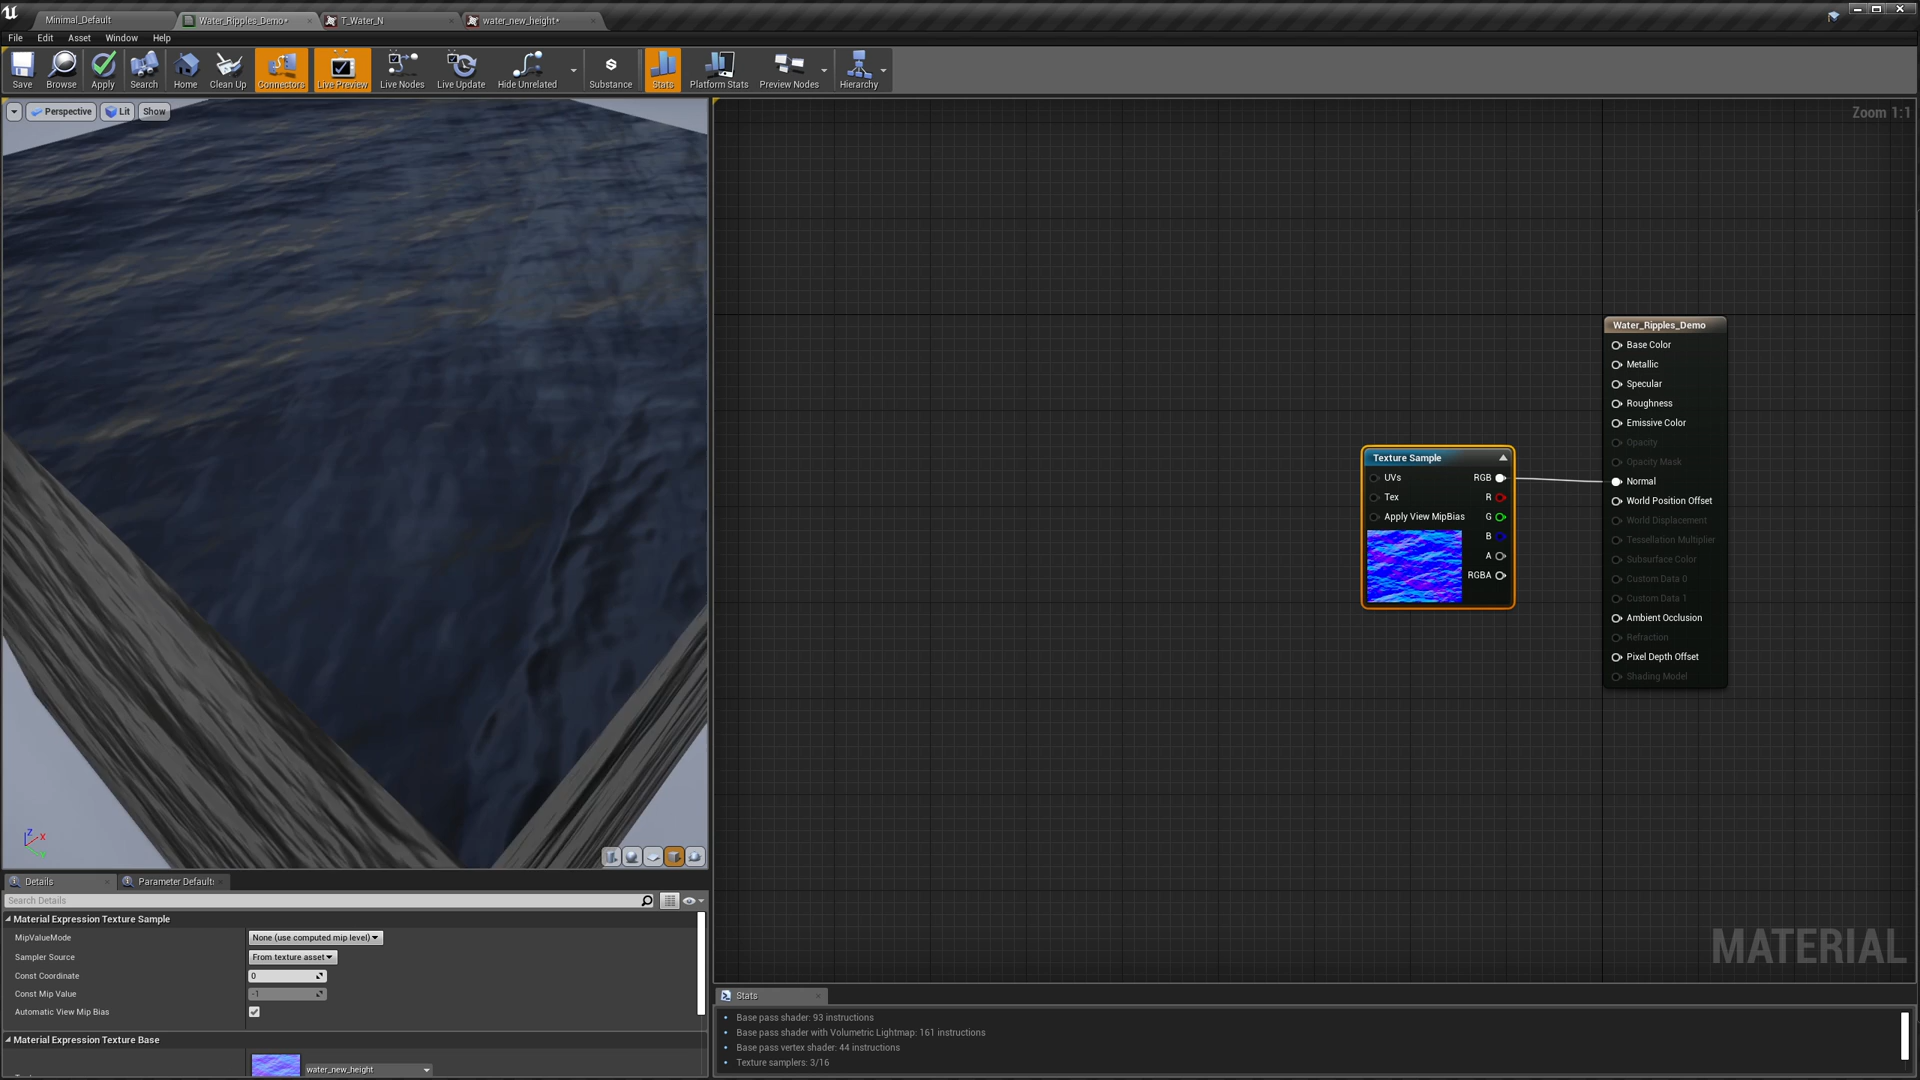 Minimal_Default
Water_Ripples_Demo*
T_Water_N
water_new_height*
File Edit Asset Window Help
Save Browse Apply Search Home Clean Up Connectors Live Preview Live Nodes Live Update Hide Unrelated Substance Stats Platform Stats Preview Nodes Hierarchy
Perspective Lit Show
Zoom 1:1
Water_Ripples_Demo
Base Color
Metallic
Specular
Roughness
Emissive Color
Opacity
Opacity Mask
Normal
World Position Offset
World Displacement
Tessellation Multiplier
Subsurface Color
Custom Data 0
Custom Data 1
Ambient Occlusion
Refraction
Pixel Depth Offset
Shading Model
Texture Sample
UVs RGB
Tex R
Apply View MipBias G
B
A
RGBA
Z
X
MATERIAL
Details
Parameter Default
Search Details
Material Expression Texture Sample
MipValueMode None (use computed mip level)
Sampler Source From texture asset
Const Coordinate 0
Const Mip Value -1
Automatic View Mip Bias
Material Expression Texture Base
water_new_height
Stats
Base pass shader: 93 instructions
Base pass shader with Volumetric Lightmap: 161 instructions
Base pass vertex shader: 44 instructions
Texture samplers: 3/16